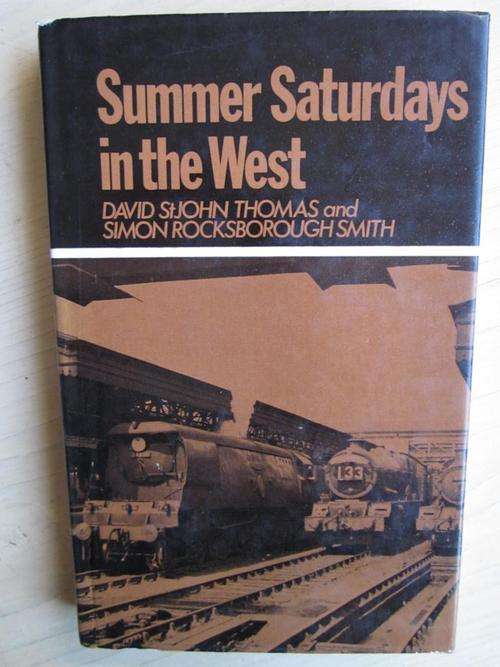 Summer Saturdays
in the West
DAVID StJOHN THOMAS and
SIMON ROCKSBOROUGH SMITH
133